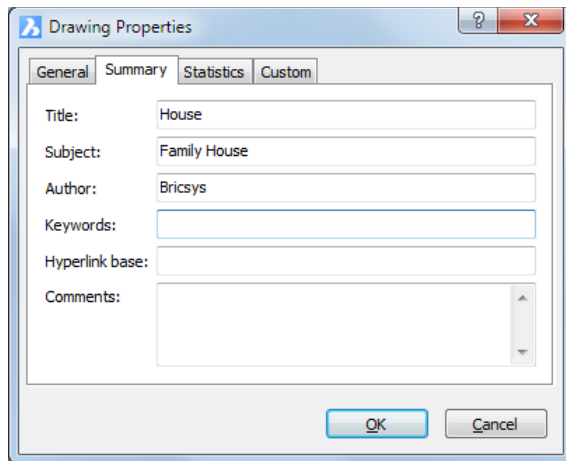 Drawing Properties
General Summary Statistics Custom
Title: House
Subject: Family House
Author: Bricsys
Keywords:
Hyperlink base:
Comments:
OK Cancel